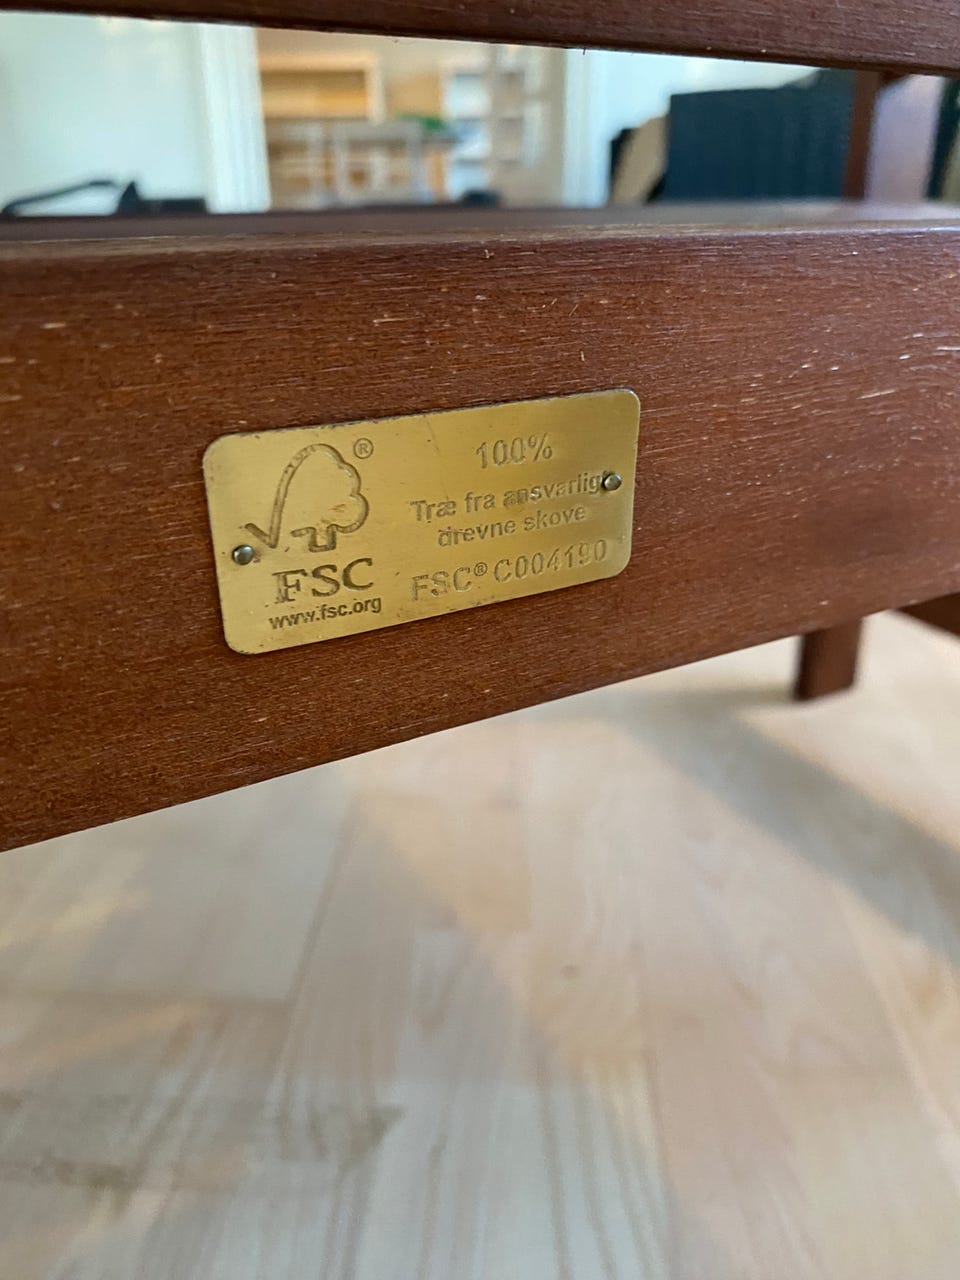 ®
FSC
www.fsc.org
100%
Træ fra ansvarligt
drevne skove
FSC® C004190